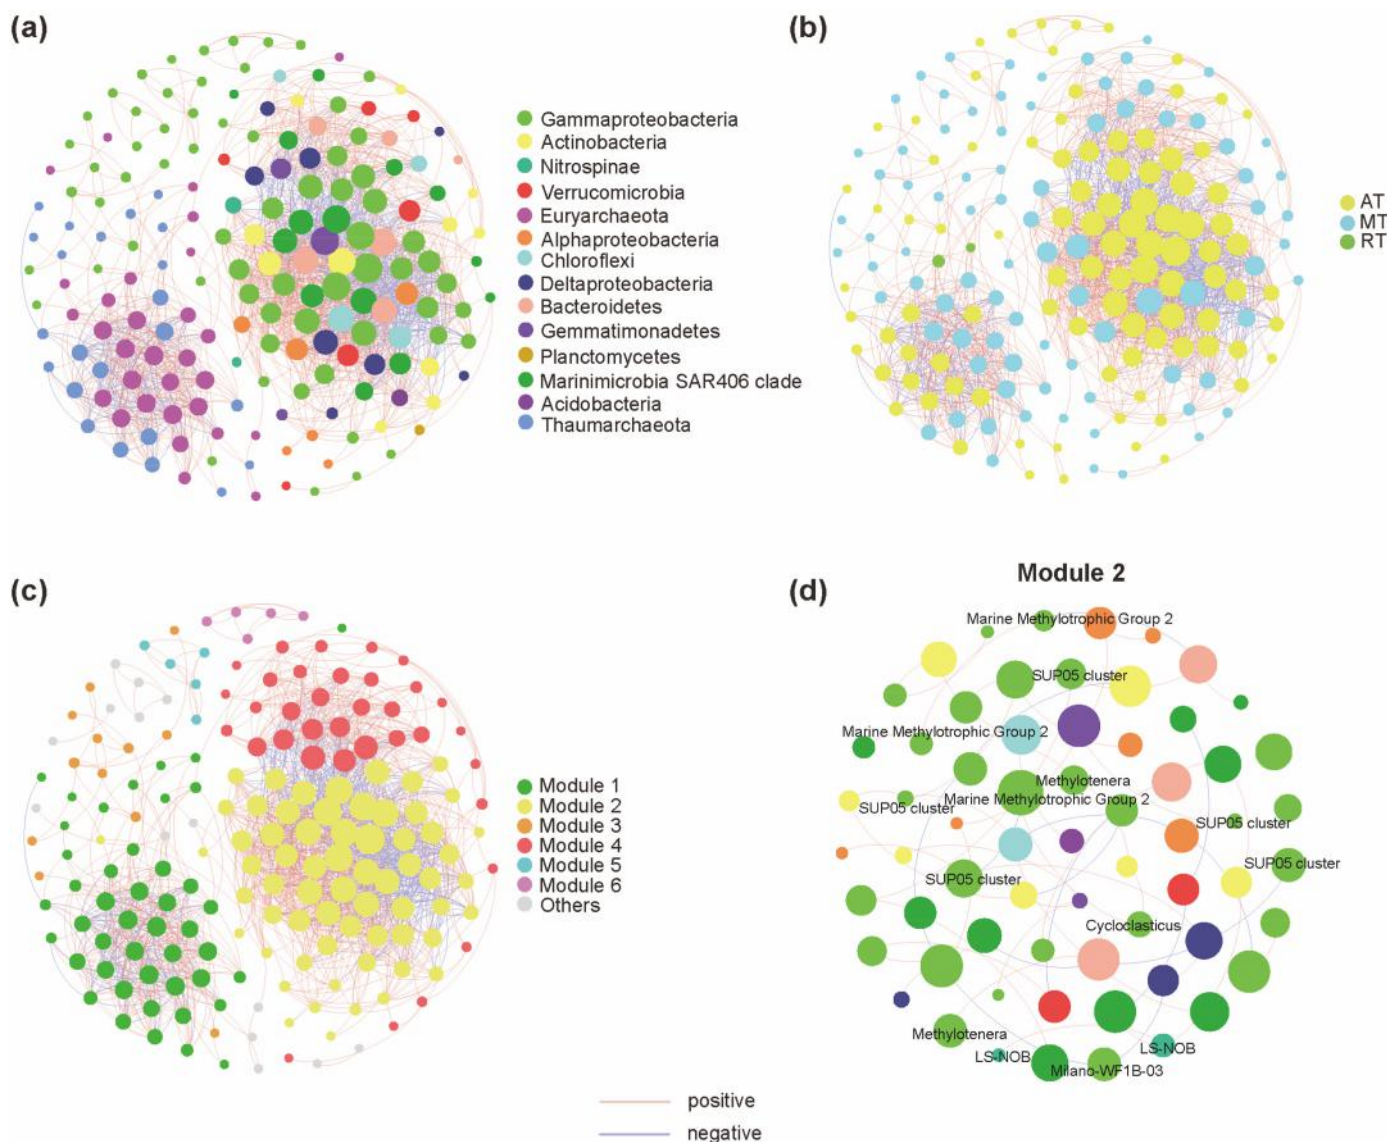 (a)
Gammaproteobacteria
Actinobacteria
Nitrospinae
Verrucomicrobia
Euryarchaeota
Alphaproteobacteria
Chloroflexi
Deltaproteobacteria
Bacteroidetes
Gemmatimonadetes
Planctomycetes
Marinimicrobia SAR406 clade
Acidobacteria
Thaumarchaeota
(b)
AT
MT
RT
(c)
Module 1
Module 2
Module 3
Module 4
Module 5
Module 6
Others
Module 2
(d)
Marine Methylotrophic Group 2
SUP05 cluster
Marine Methylotrophic Group 2
Methylotenera
Marine Methylotrophic Group 2
SUP05 cluster
SUP05 cluster
SUP05 cluster
SUP05 cluster
Cycloclasticus
Methylotenera
LS-NOB
LS-NOB
Milano-WF1B-03
positive
negative